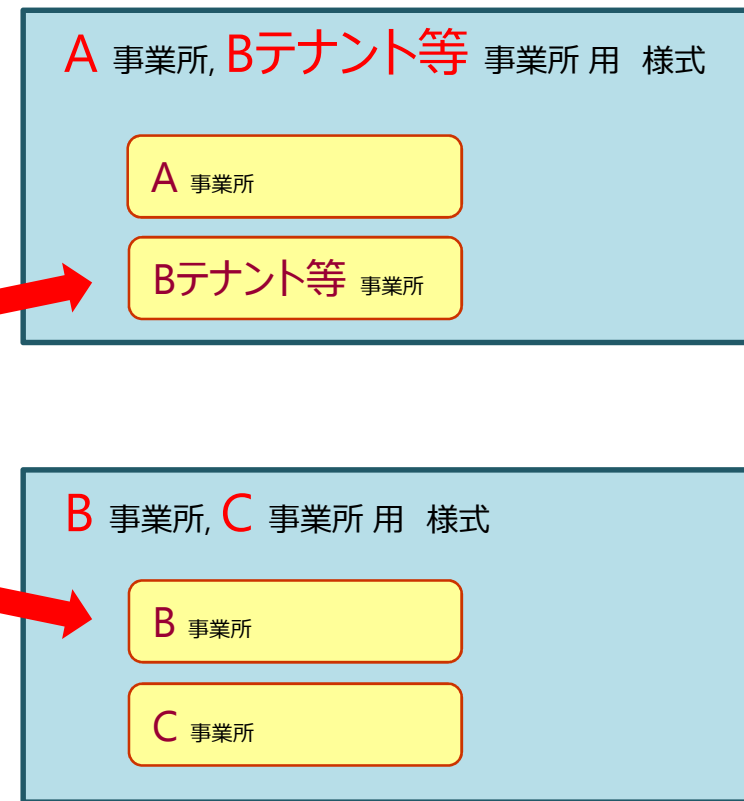 A 事業所, Bテナント等 事業所 用 様式
A 事業所
Bテナント等 事業所
B 事業所, C 事業所 用 様式
B 事業所
C 事業所